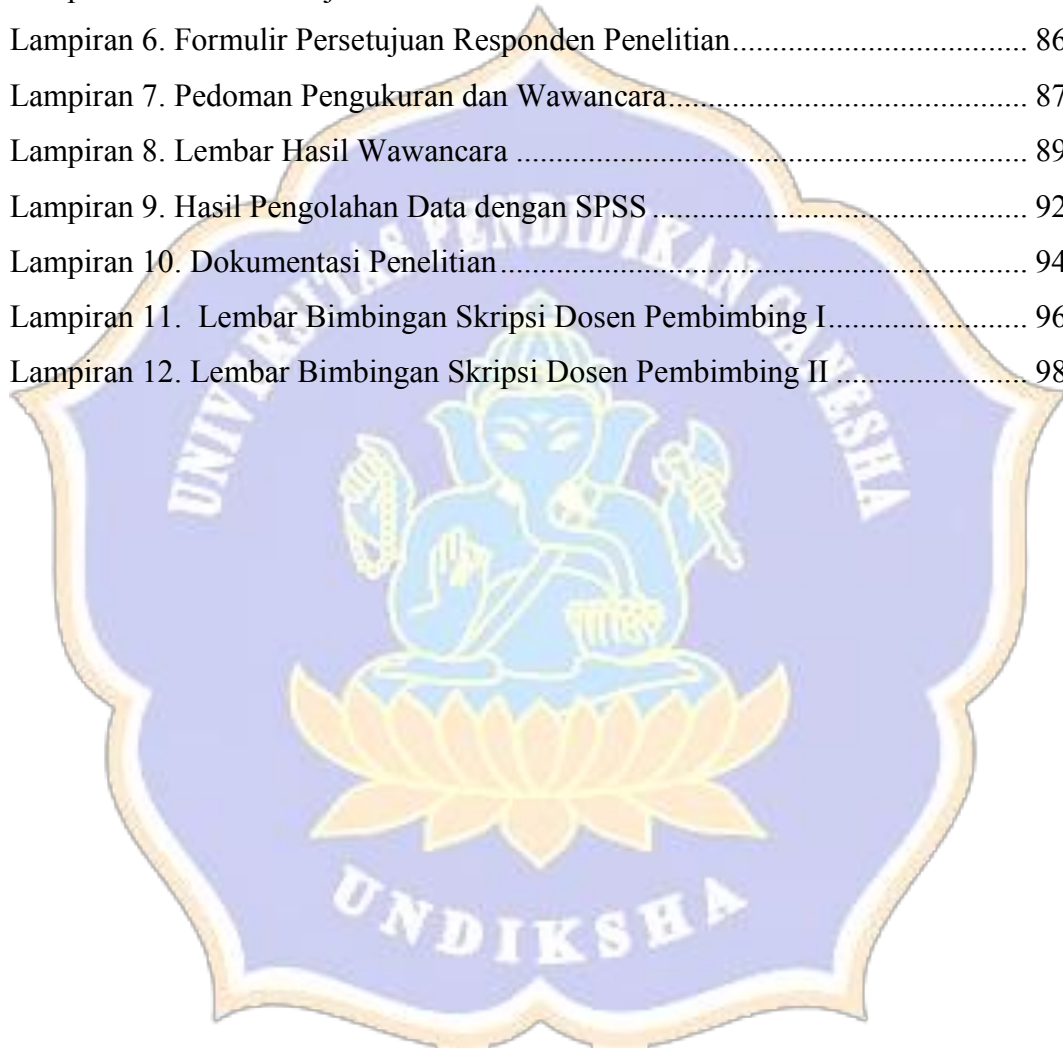 Lampiran 6. Formulir Persetujuan Responden Penelitian..................................... 86
Lampiran 7. Pedoman Pengukuran dan Wawancara............................................. 87
Lampiran 8. Lembar Hasil Wawancara ................................................................ 89
Lampiran 9. Hasil Pengolahan Data dengan SPSS ............................................... 92
Lampiran 10. Dokumentasi Penelitian.................................................................. 94
Lampiran 11.  Lembar Bimbingan Skripsi Dosen Pembimbing I......................... 96
Lampiran 12. Lembar Bimbingan Skripsi Dosen Pembimbing II ........................ 98
UNIVERSITAS PENDIDIKAN GANESHA
UNDIKSHA